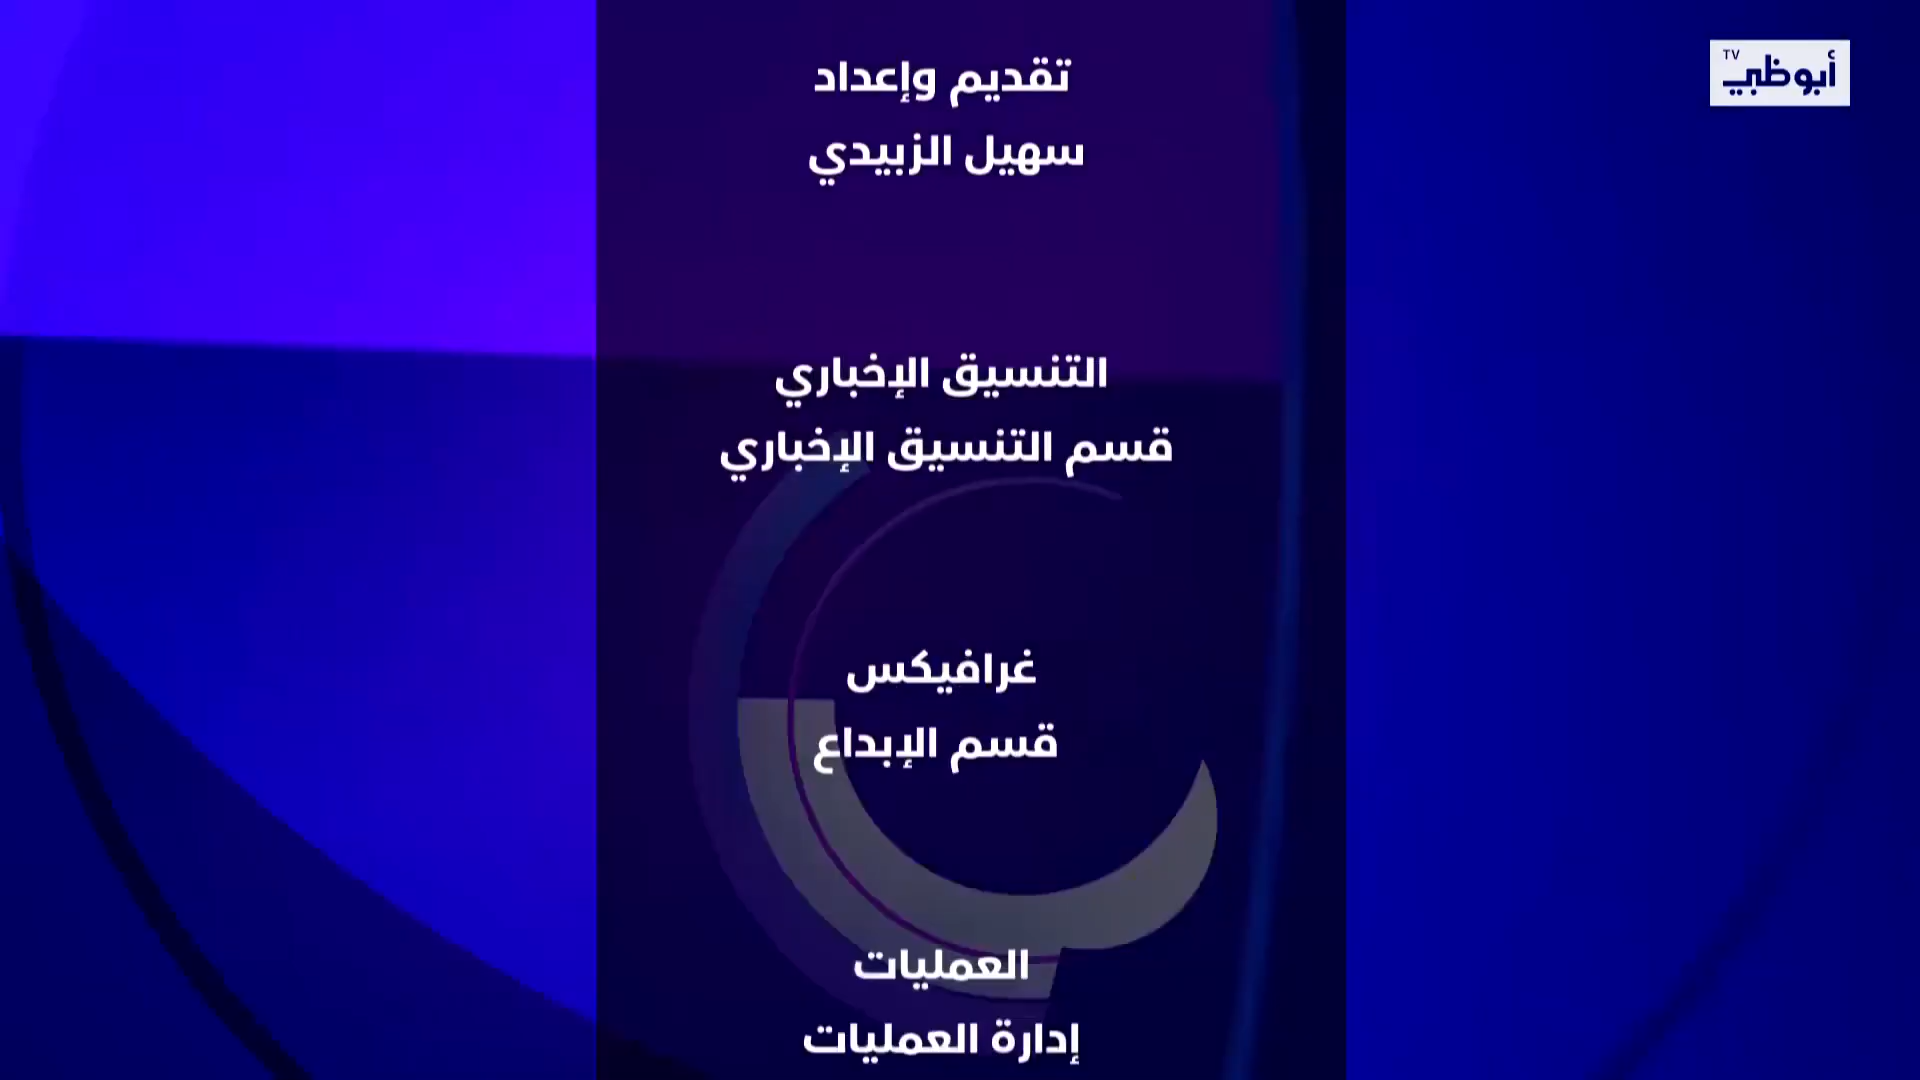 تقديم وإعداد
سهيل الزبيدي
التنسيق الإخباري
قسم التنسيق الإخباري
غرافيكس
قسم الإبداع
العمليات
إدارة العمليات
أبوظبي TV